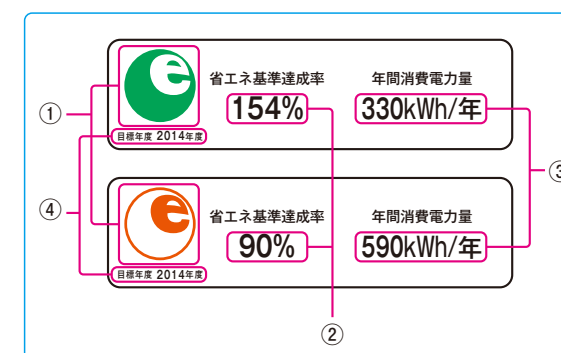 e
省エネ基準達成率
年間消費電力量
①
154%
330kWh/年
目標年度 2014年度
③
④
e
省エネ基準達成率
年間消費電力量
90%
590kWh/年
目標年度 2014年度
②